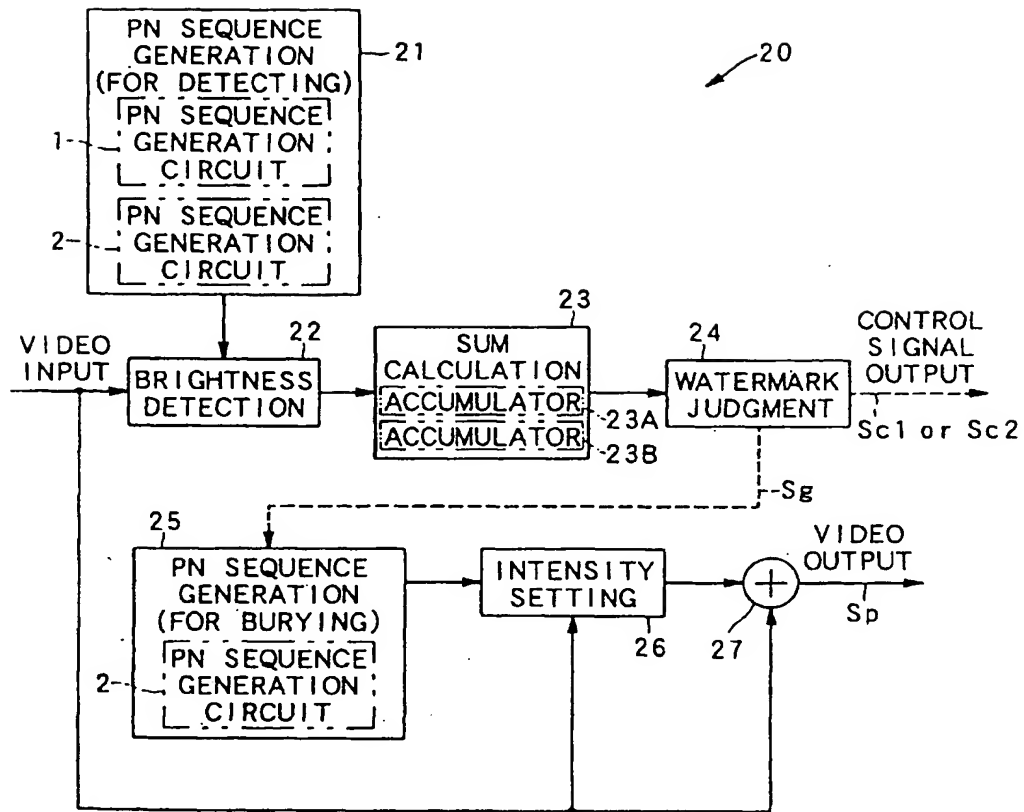 PN SEQUENCE
GENERATION
(FOR DETECTING)
21
20
PN SEQUENCE
GENERATION
CIRCUIT
1
PN SEQUENCE
GENERATION
CIRCUIT
2
VIDEO
INPUT
22
BRIGHTNESS
DETECTION
23
SUM
CALCULATION
ACCUMULATOR
23A
ACCUMULATOR
23B
24
WATERMARK
JUDGMENT
CONTROL
SIGNAL
OUTPUT
Sc1 or Sc2
Sg
25
PN SEQUENCE
GENERATION
(FOR BURYING)
PN SEQUENCE
GENERATION
CIRCUIT
2
INTENSITY
SETTING
26
+
27
VIDEO
OUTPUT
Sp